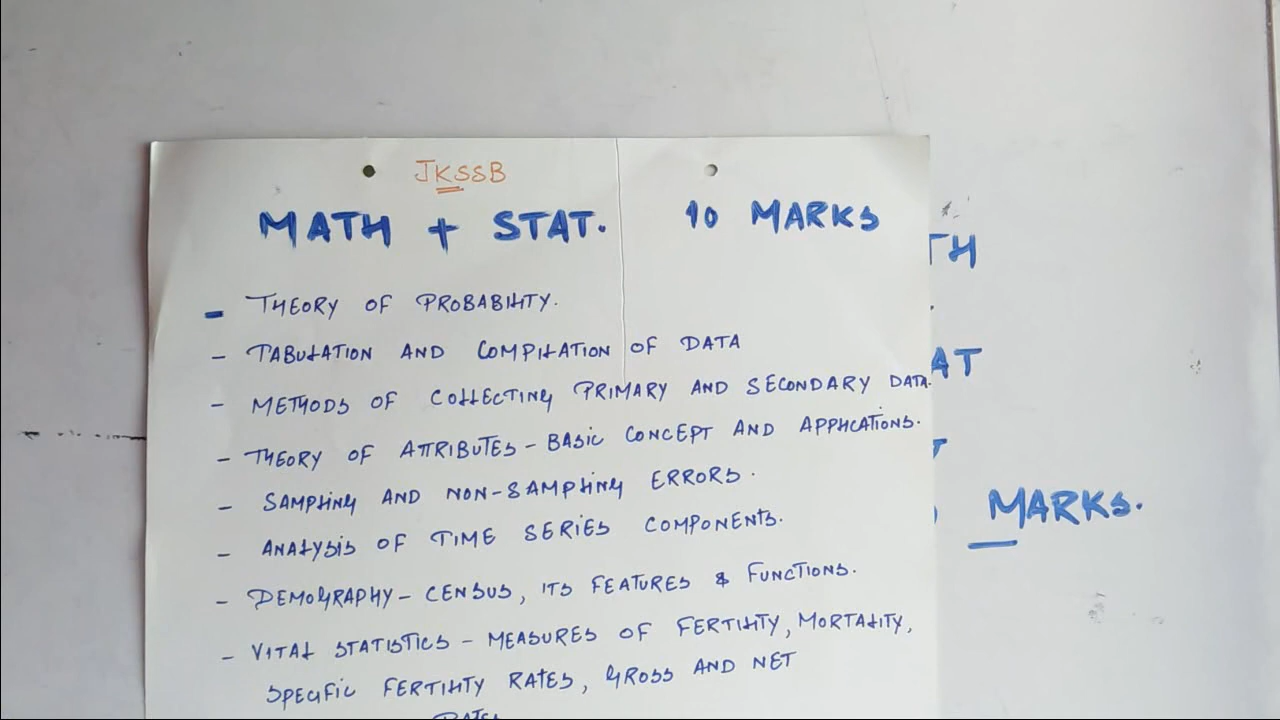 JKSSB
MATH + STAT. 10 MARKS
- THEORY OF PROBABILITY.
- TABULATION AND COMPILATION OF DATA
- METHODS OF COLLECTING PRIMARY AND SECONDARY DATA.
- THEORY OF ATTRIBUTES - BASIC CONCEPT AND APPLICATIONS.
- SAMPLING AND NON-SAMPLING ERRORS.
- ANALYSIS OF TIME SERIES COMPONENTS.
- DEMOGRAPHY - CENSUS, ITS FEATURES & FUNCTIONS.
- VITAL STATISTICS - MEASURES OF FERTILITY, MORTALITY,
SPECIFIC FERTILITY RATES, GROSS AND NET
TH
AT
T
MARKS.